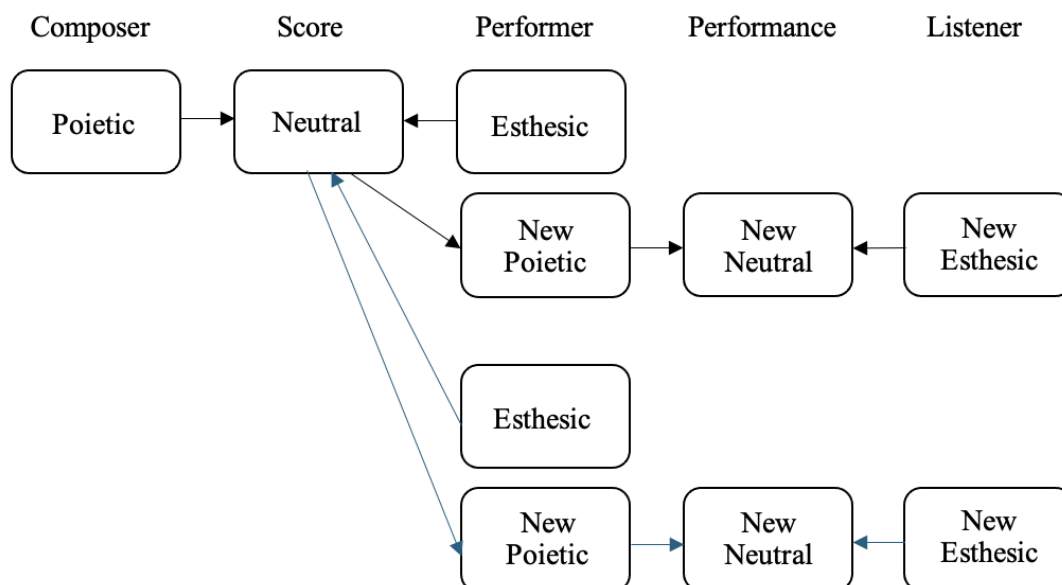 Composer Score Performer Performance Listener
Poietic Neutral Esthesic
New New New
Poietic Neutral Esthesic
Esthesic
New New New
Poietic Neutral Esthesic